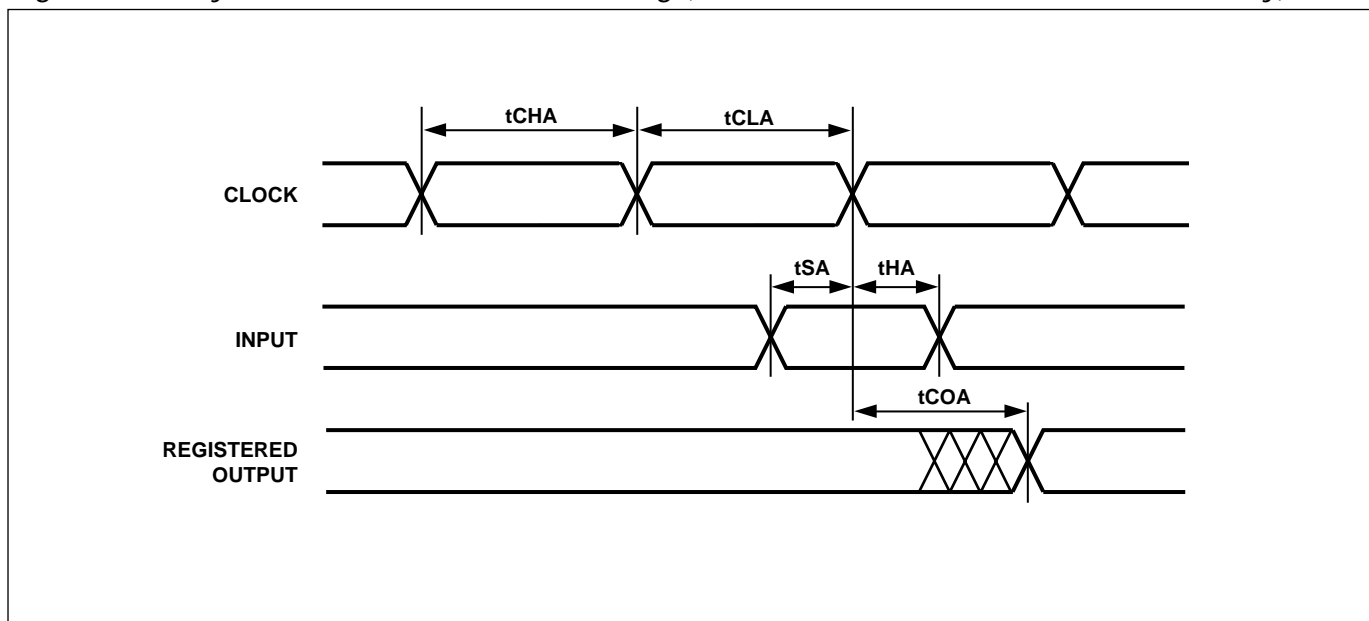 tCHA
tCLA
CLOCK
tSA
tHA
INPUT
tCOA
REGISTERED
OUTPUT